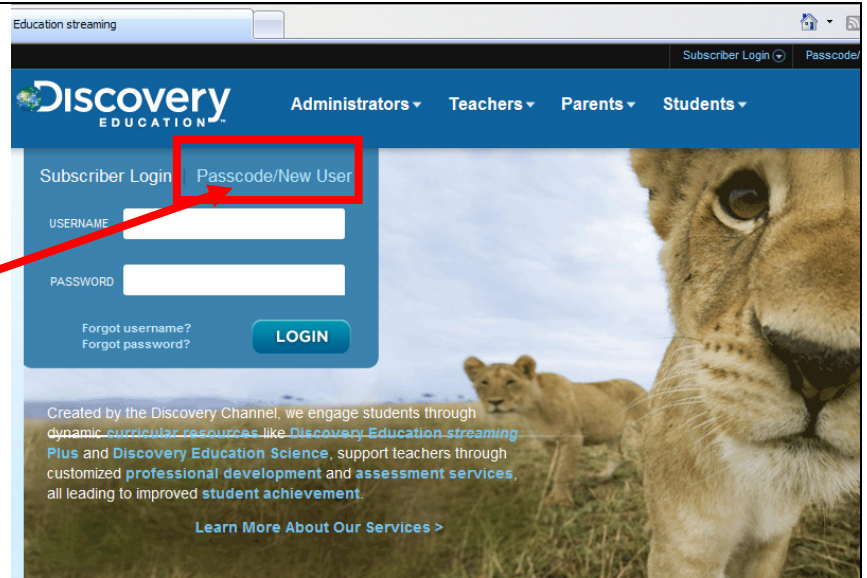 Education streaming
Subscriber Login Passcode/
Discovery
EDUCATION™
Administrators Teachers Parents Students
Subscriber Login | Passcode/New User
USERNAME
PASSWORD
Forgot username?
Forgot password?
LOGIN
Created by the Discovery Channel, we engage students through
dynamic curricular resources like Discovery Education streaming
Plus and Discovery Education Science, support teachers through
customized professional development and assessment services,
all leading to improved student achievement.
Learn More About Our Services >